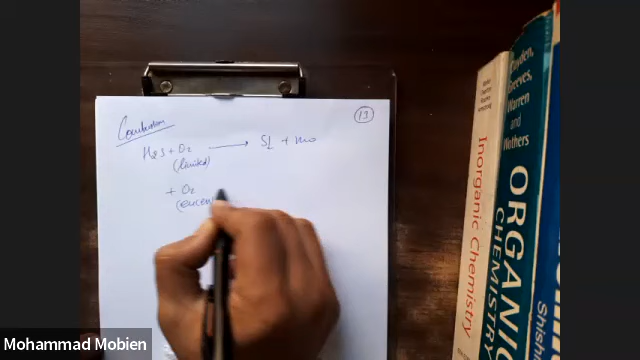 13
Combustion
H2S + O2 → S↓ + H2O
(limited)
+ O2
(excess)
Inorganic Chemistry
Clayden,
Greeves,
Warren
and
Wothers
ORGANIC
CHEMISTRY
Mohammad Mobien